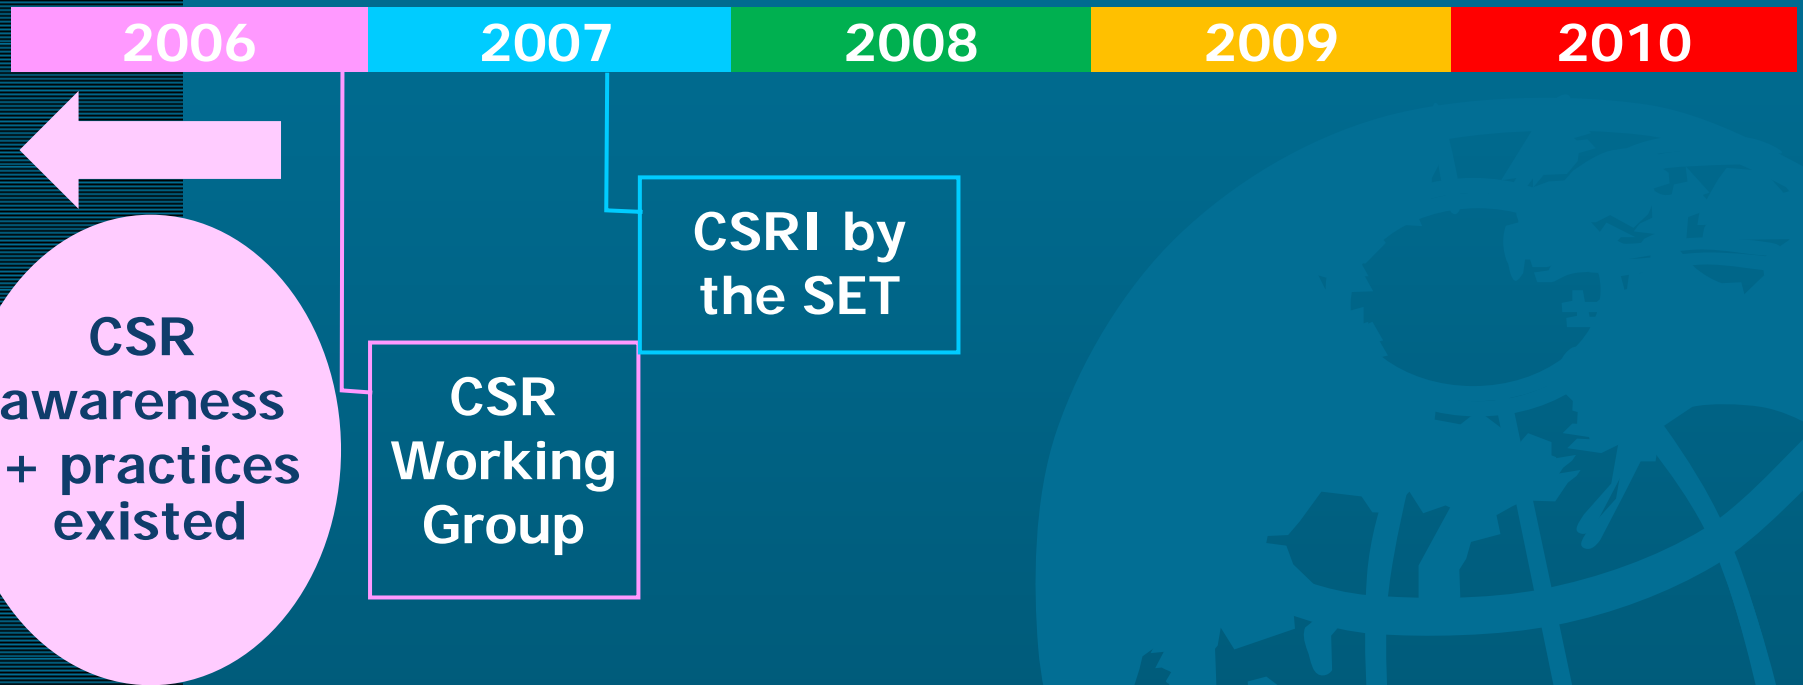 2006 2007 2008 2009 2010
CSRI by
the SET
CSR
awareness
+ practices
existed
CSR
Working
Group